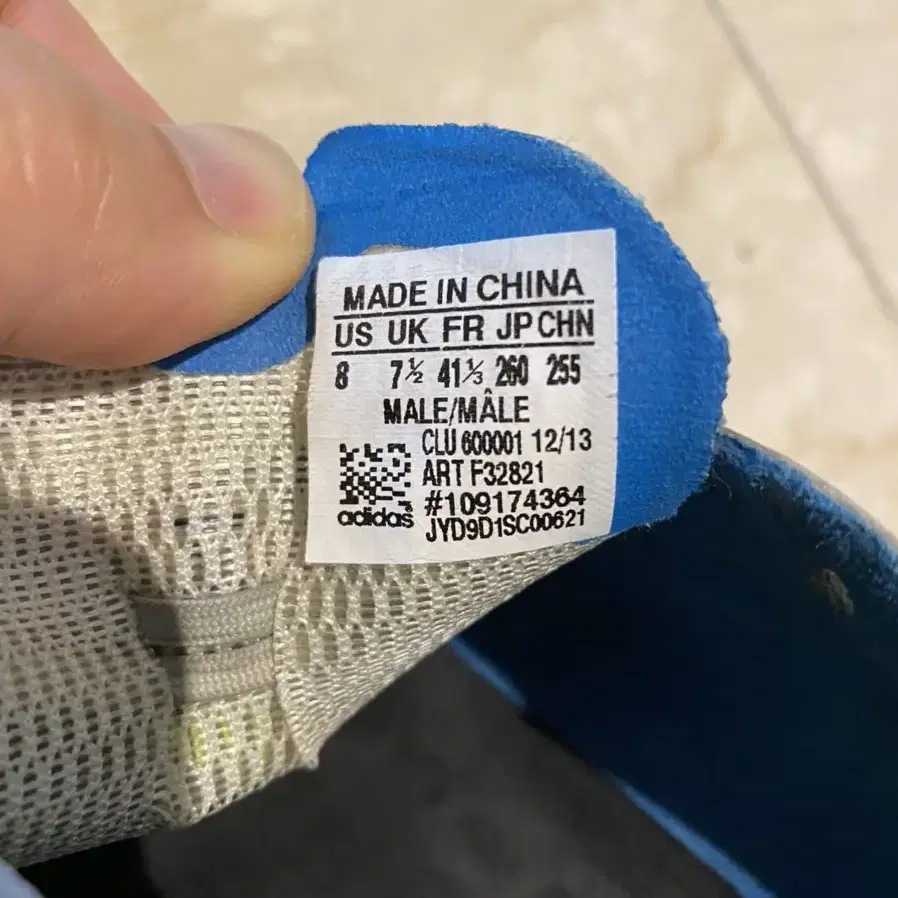 MADE IN CHINA
US UK FR JP CHN
8 7½ 41⅓ 260 255
MALE/MÂLE
CLU 600001 12/13
ART F32821
#109174364
adidas JYD9D1SC00621